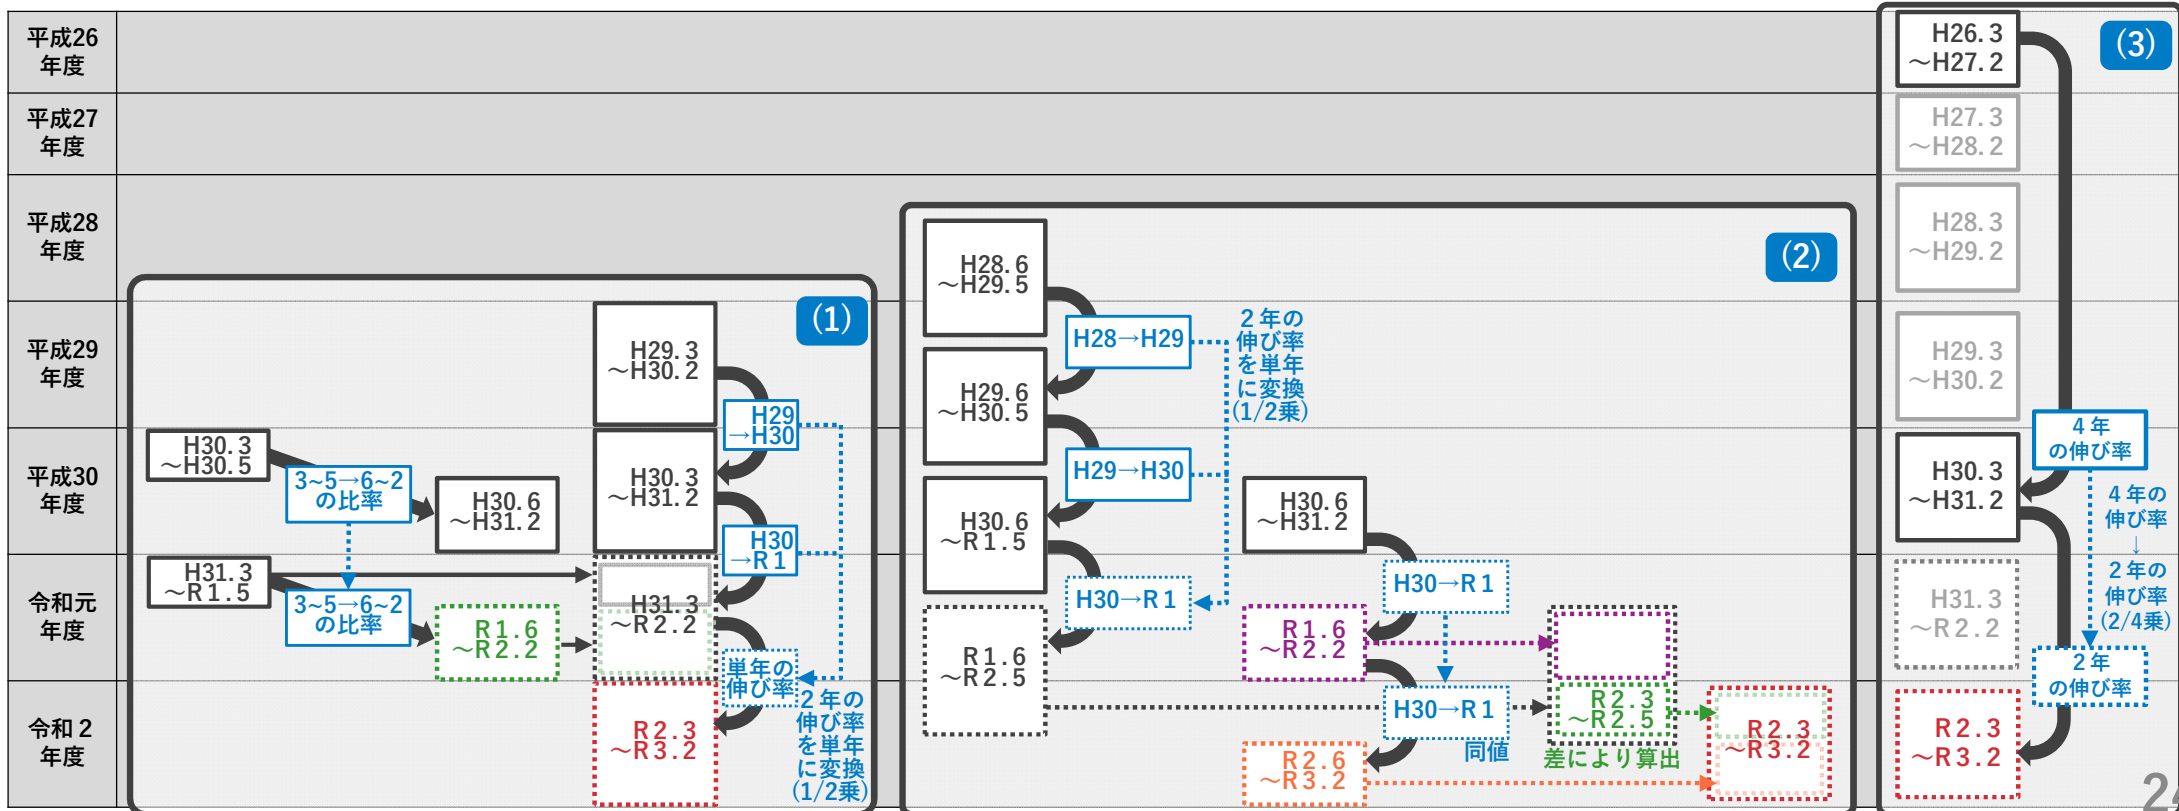 平成26
年度
平成27
年度
平成28
年度
平成29
年度
平成30
年度
令和元
年度
令和２
年度
(1)
H30.3
～H30.5
3~5→6~2
の比率
H30.6
～H31.2
H31.3
～R1.5
3~5→6~2
の比率
R1.6
～R2.2
H29.3
～H30.2
H29
→H30
H30.3
～H31.2
H30
→R1
H31.3
～R2.2
単年の
伸び率
R2.3
～R3.2
２年の
伸び率
を単年
に変換
(1/2乗)
(2)
H28.6
～H29.5
H28→H29
H29.6
～H30.5
H29→H30
２年の
伸び率
を単年
に変換
(1/2乗)
H30.6
～R1.5
H30→R1
R1.6
～R2.5
H30.6
～H31.2
H30→R1
R1.6
～R2.2
H30→R1
同値
R2.6
～R3.2
R2.3
～R2.5
差により算出
R2.3
～R3.2
(3)
H26.3
～H27.2
H27.3
～H28.2
H28.3
～H29.2
H29.3
～H30.2
４年
の伸び率
H30.3
～H31.2
４年の
伸び率
↓
２年の
伸び率
(2/4乗)
H31.3
～R2.2
２年
の伸び率
R2.3
～R3.2